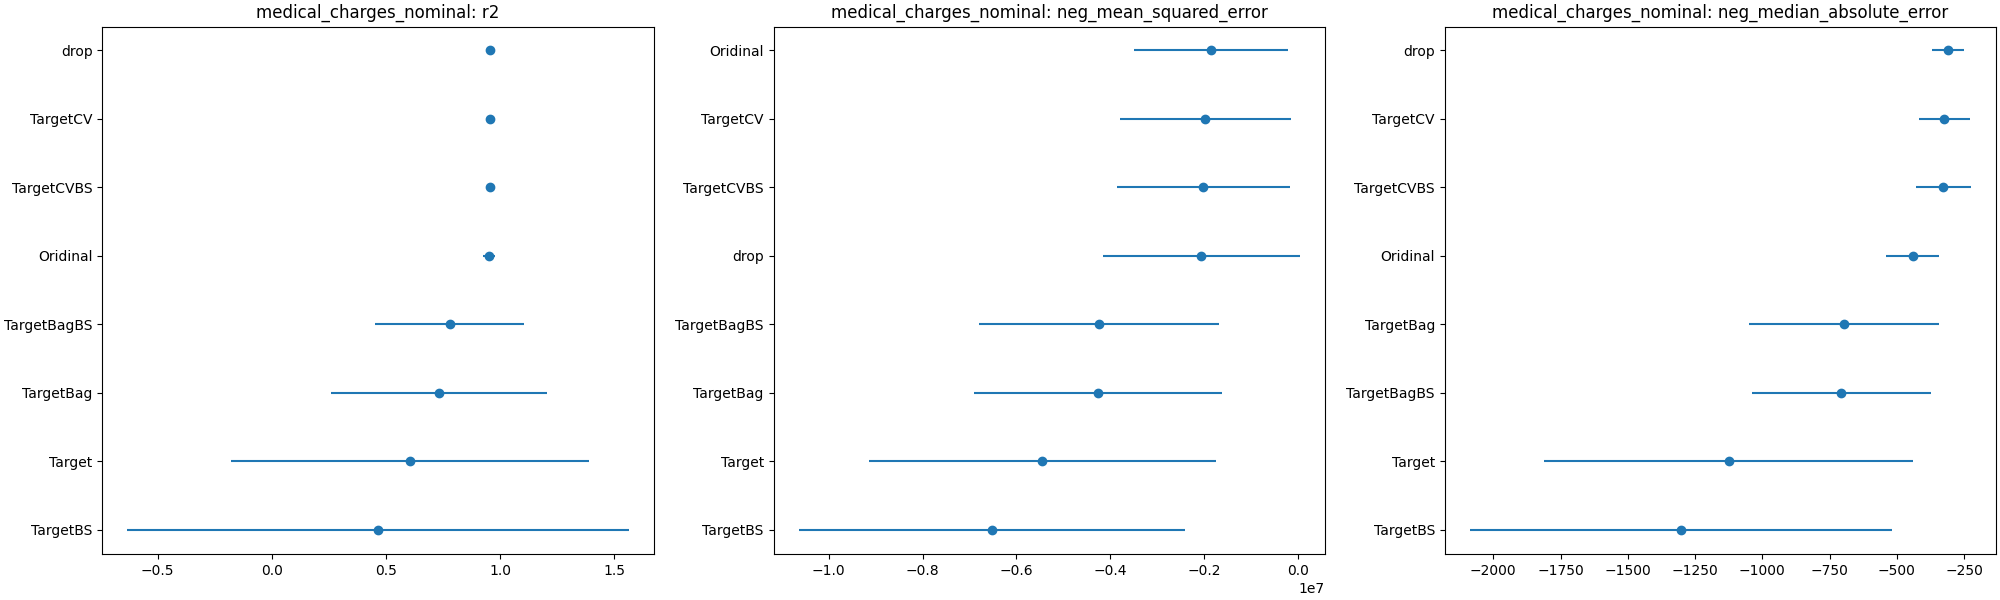 medical_charges_nominal: r2
drop
TargetCV
TargetCVBS
Oridinal
TargetBagBS
TargetBag
Target
TargetBS
−0.5 0.0 0.5 1.0 1.5
medical_charges_nominal: neg_mean_squared_error
Oridinal
TargetCV
TargetCVBS
drop
TargetBagBS
TargetBag
Target
TargetBS
−1.0 −0.8 −0.6 −0.4 −0.2 0.0
1e7
medical_charges_nominal: neg_median_absolute_error
drop
TargetCV
TargetCVBS
Oridinal
TargetBag
TargetBagBS
Target
TargetBS
−2000 −1750 −1500 −1250 −1000 −750 −500 −250